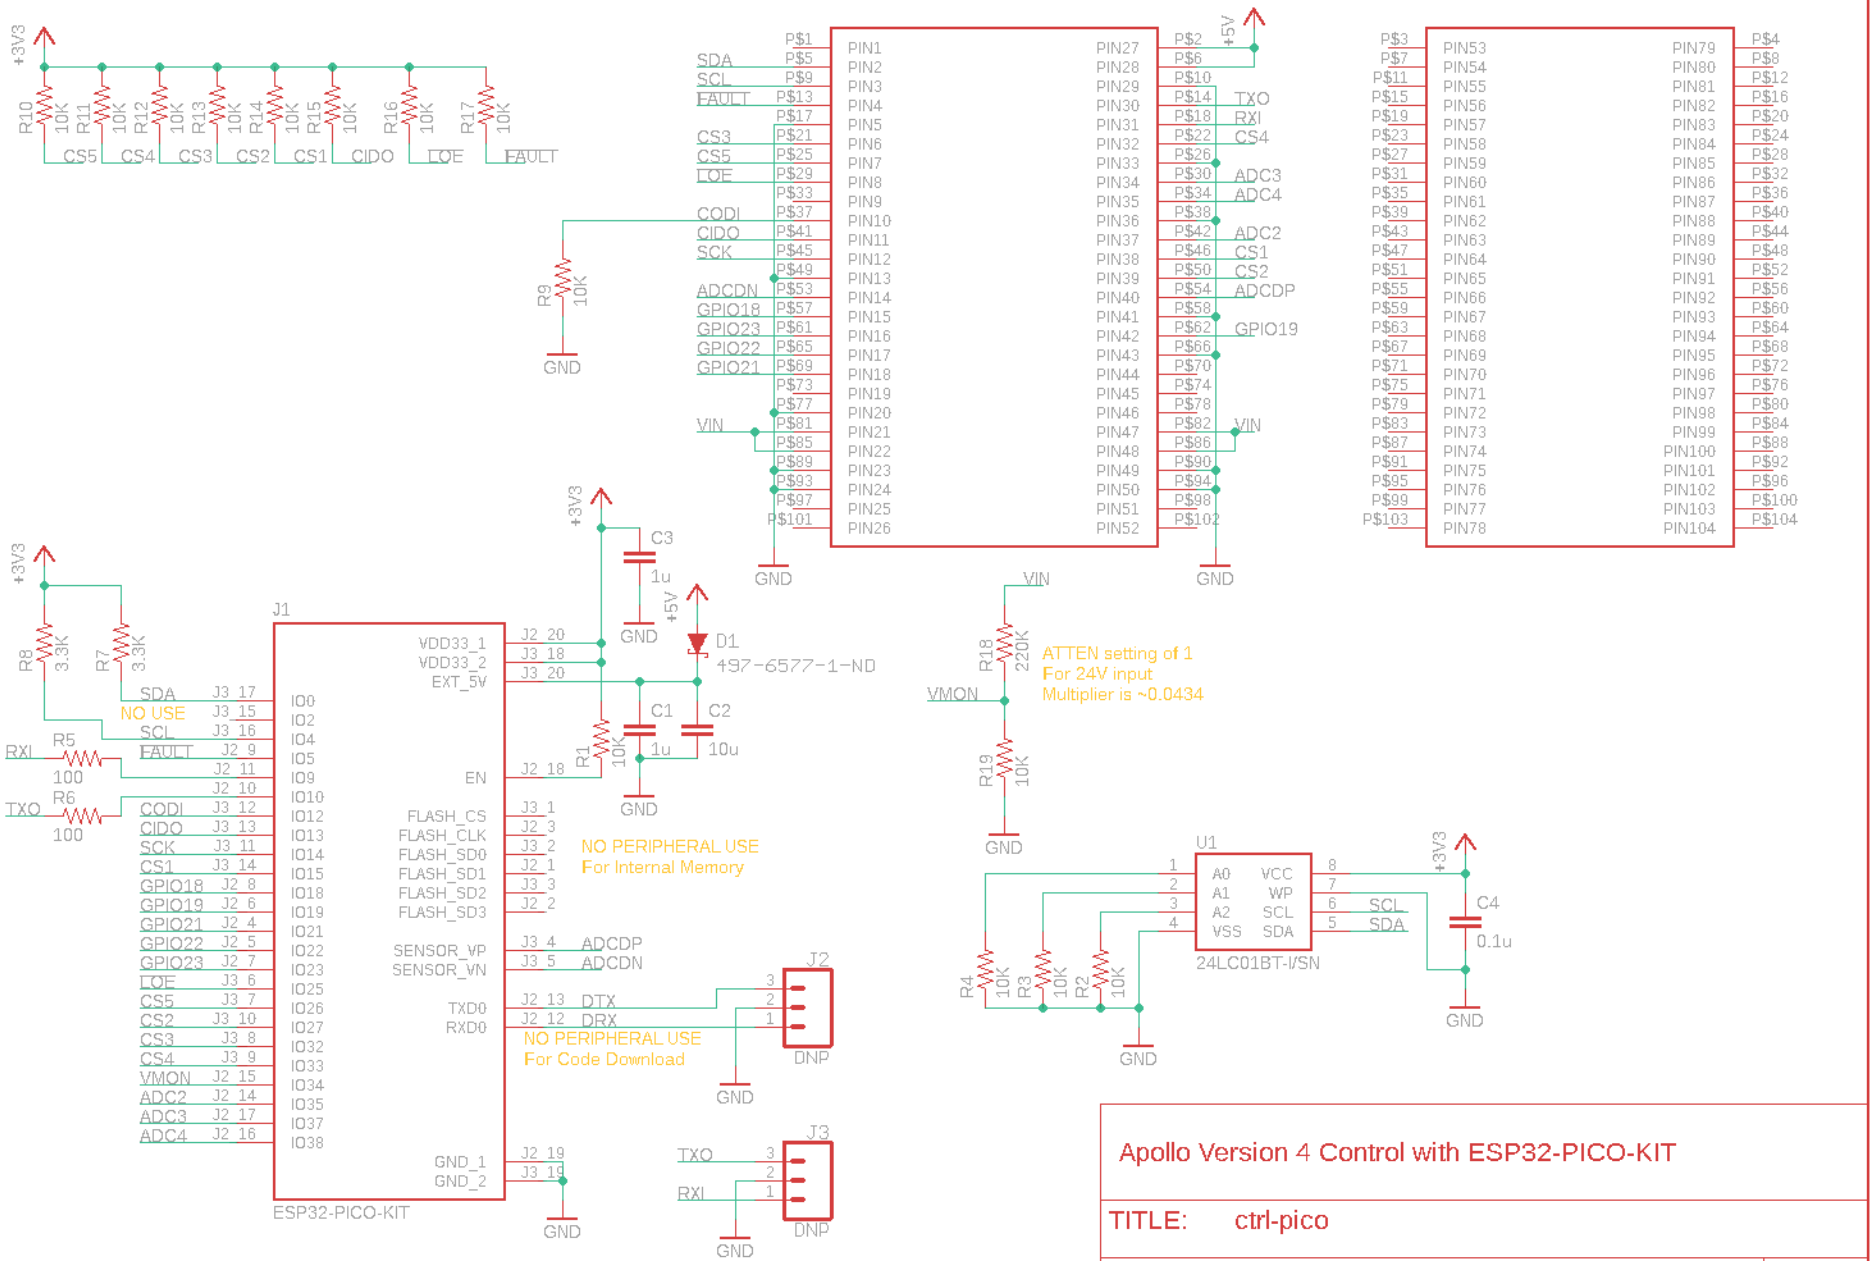 +3V3
R10 10K
R11 10K
R12 10K
R13 10K
R14 10K
R15 10K
R16 10K
R17 10K
CS5 CS4 CS3 CS2 CS1 CIDO LOE FAULT
P$1 PIN1 PIN27 P$2 +5V
SDA P$5 PIN2 PIN28 P$6
SCL P$9 PIN3 PIN29 P$10
FAULT P$13 PIN4 PIN30 P$14 TXO
P$17 PIN5 PIN31 P$18 RXI
CS3 P$21 PIN6 PIN32 P$22 CS4
CS5 P$25 PIN7 PIN33 P$26
LOE P$29 PIN8 PIN34 P$30 ADC3
P$33 PIN9 PIN35 P$34 ADC4
CODI P$37 PIN10 PIN36 P$38
CIDO P$41 PIN11 PIN37 P$42 ADC2
SCK P$45 PIN12 PIN38 P$46 CS1
P$49 PIN13 PIN39 P$50 CS2
ADCDN P$53 PIN14 PIN40 P$54 ADCDP
GPIO18 P$57 PIN15 PIN41 P$58
GPIO23 P$61 PIN16 PIN42 P$62 GPIO19
GPIO22 P$65 PIN17 PIN43 P$66
GPIO21 P$69 PIN18 PIN44 P$70
P$73 PIN19 PIN45 P$74
P$77 PIN20 PIN46 P$78
VIN P$81 PIN21 PIN47 P$82 VIN
P$85 PIN22 PIN48 P$86
P$89 PIN23 PIN49 P$90
P$93 PIN24 PIN50 P$94
P$97 PIN25 PIN51 P$98
P$101 PIN26 PIN52 P$102
GND GND
R9 10K
GND
P$3 PIN53 PIN79 P$4
P$7 PIN54 PIN80 P$8
P$11 PIN55 PIN81 P$12
P$15 PIN56 PIN82 P$16
P$19 PIN57 PIN83 P$20
P$23 PIN58 PIN84 P$24
P$27 PIN59 PIN85 P$28
P$31 PIN60 PIN86 P$32
P$35 PIN61 PIN87 P$36
P$39 PIN62 PIN88 P$40
P$43 PIN63 PIN89 P$44
P$47 PIN64 PIN90 P$48
P$51 PIN65 PIN91 P$52
P$55 PIN66 PIN92 P$56
P$59 PIN67 PIN93 P$60
P$63 PIN68 PIN94 P$64
P$67 PIN69 PIN95 P$68
P$71 PIN70 PIN96 P$72
P$75 PIN71 PIN97 P$76
P$79 PIN72 PIN98 P$80
P$83 PIN73 PIN99 P$84
P$87 PIN74 PIN100 P$88
P$91 PIN75 PIN101 P$92
P$95 PIN76 PIN102 P$96
P$99 PIN77 PIN103 P$100
P$103 PIN78 PIN104 P$104
+3V3
R8 3.3K
R7 3.3K
+3V3
C3
1u
GND
+5V
D1
497-6577-1-ND
C1
1u
C2
10u
R1 10K
GND
J1
VDD33_1 J2 20
VDD33_2 J3 18
EXT_5V J3 20
EN J2 18
SDA J3 17 IO0
NO USE J3 15 IO2
SCL J3 16 IO4
FAULT J2 9 IO5
RXI R5 100 J2 11 IO9
TXO R6 100 J2 10 IO10
CODI J3 12 IO12
CIDO J3 13 IO13
SCK J3 11 IO14
CS1 J3 14 IO15
GPIO18 J2 8 IO18
GPIO19 J2 6 IO19
GPIO21 J2 4 IO21
GPIO22 J2 5 IO22
GPIO23 J2 7 IO23
LOE J3 6 IO25
CS5 J3 7 IO26
CS2 J3 10 IO27
CS3 J3 8 IO32
CS4 J3 9 IO33
VMON J2 15 IO34
ADC2 J2 14 IO35
ADC3 J2 17 IO37
ADC4 J2 16 IO38
FLASH_CS J3 1
FLASH_CLK J2 3
FLASH_SD0 J3 2
FLASH_SD1 J2 1
FLASH_SD2 J3 3
FLASH_SD3 J2 2
NO PERIPHERAL USE
For Internal Memory
SENSOR_VP J3 4 ADCDP
SENSOR_VN J3 5 ADCDN
TXD0 J2 13 DTX
RXD0 J2 12 DRX
NO PERIPHERAL USE
For Code Download
GND_1 J2 19
GND_2 J3 19
GND
ESP32-PICO-KIT
J2
3
2
1
DNP
GND
J3
TXO 3
2
RXI 1
DNP
GND
VIN
R18 220K
ATTEN setting of 1
For 24V input
Multiplier is ~0.0434
VMON
R19 10K
GND
U1
1 A0 VCC 8
2 A1 WP 7
3 A2 SCL 6 SCL
4 VSS SDA 5 SDA
24LC01BT-I/SN
+3V3
C4
0.1u
GND
R4 10K
R3 10K
R2 10K
GND
Apollo Version 4 Control with ESP32-PICO-KIT
TITLE: ctrl-pico